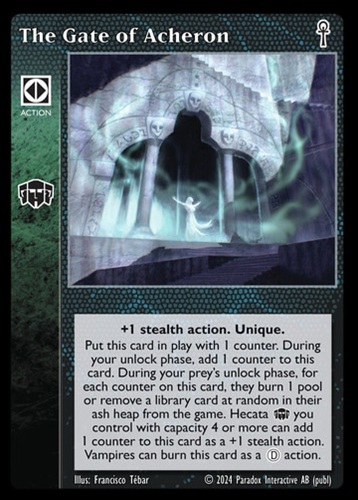 The Gate of Acheron
ACTION
+1 stealth action. Unique.
Put this card in play with 1 counter. During
your unlock phase, add 1 counter to this
card. During your prey's unlock phase, for
each counter on this card, they burn 1 pool
or remove a library card at random in their
ash heap from the game. Hecata you
control with capacity 4 or more can add
1 counter to this card as a +1 stealth action.
Vampires can burn this card as a Ⓓ action.
Illus: Francisco Tébar © 2024 Paradox Interactive AB (publ)